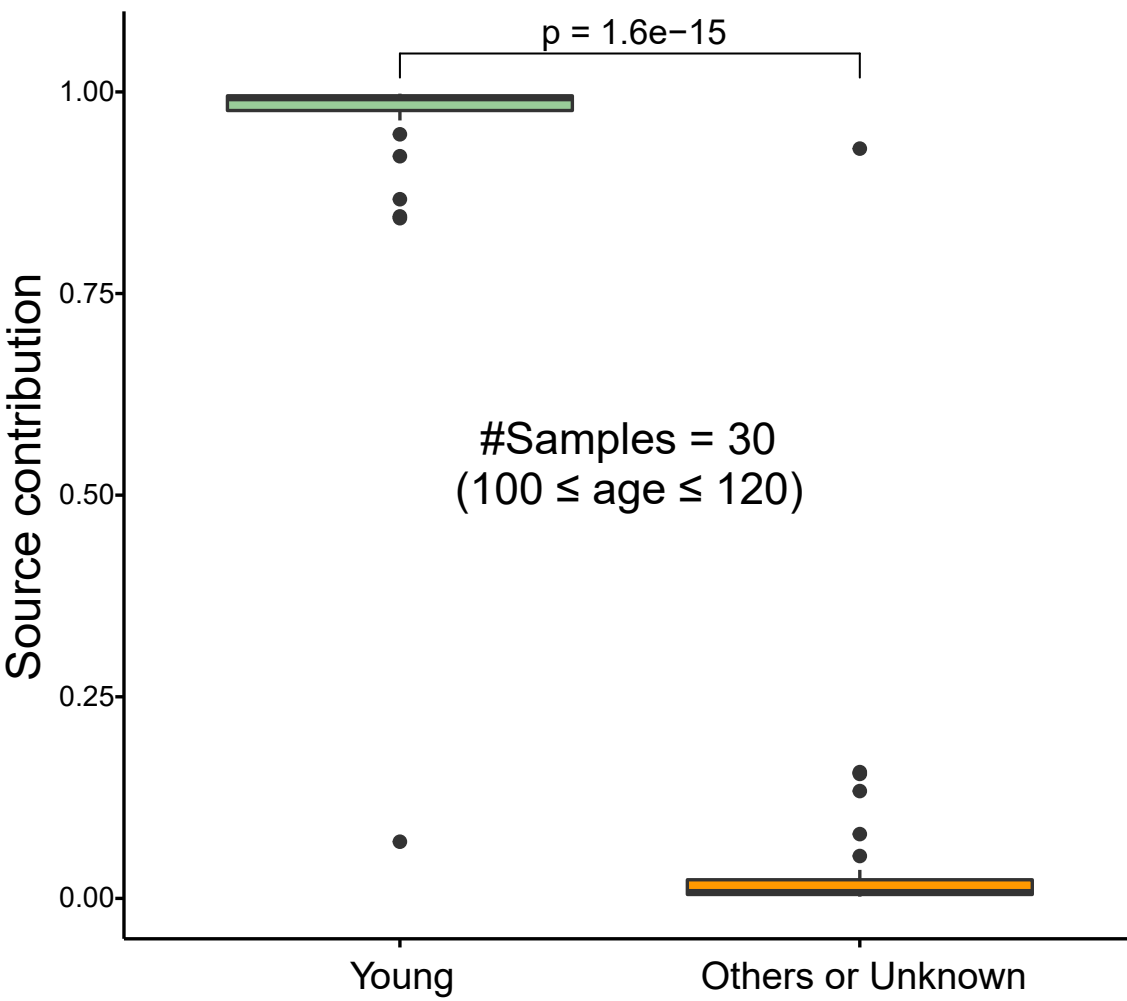 p = 1.6e−15
1.00
0.75
0.50
0.25
0.00
Source contribution
#Samples = 30
(100 ≤ age ≤ 120)
Young
Others or Unknown